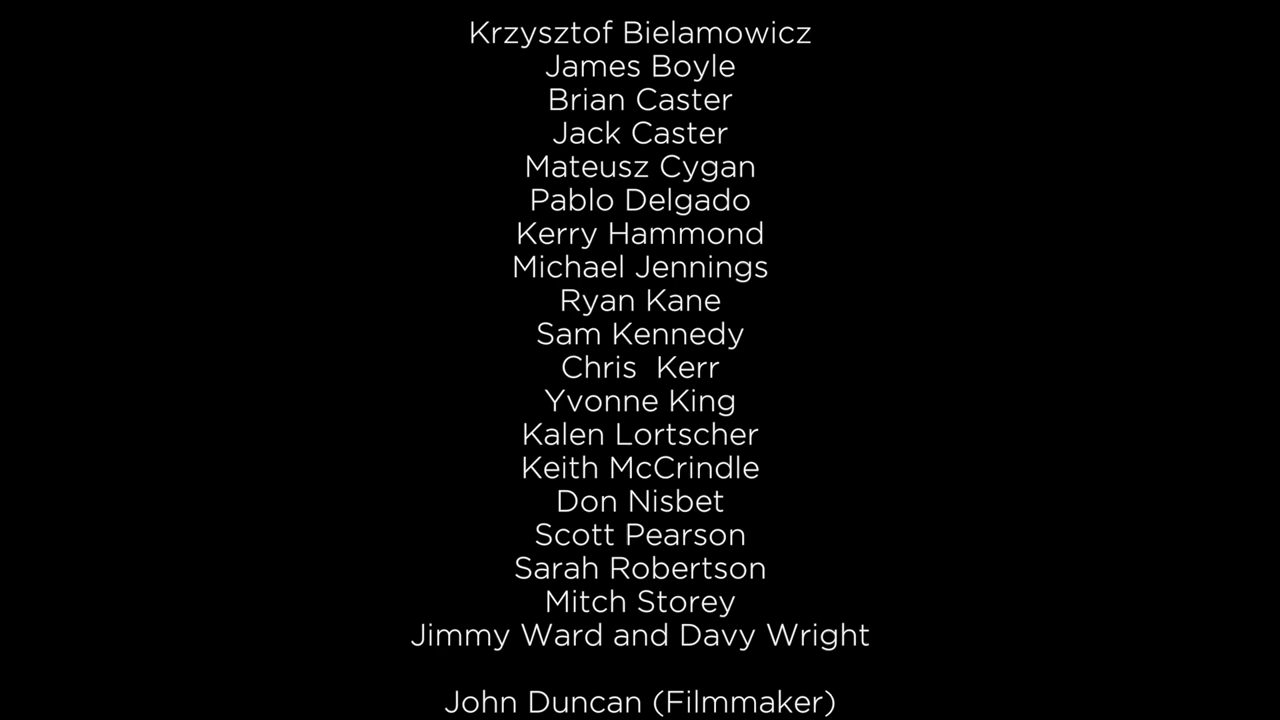 Krzysztof Bielamowicz
James Boyle
Brian Caster
Jack Caster
Mateusz Cygan
Pablo Delgado
Kerry Hammond
Michael Jennings
Ryan Kane
Sam Kennedy
Chris  Kerr
Yvonne King
Kalen Lortscher
Keith McCrindle
Don Nisbet
Scott Pearson
Sarah Robertson
Mitch Storey
Jimmy Ward and Davy Wright
John Duncan (Filmmaker)